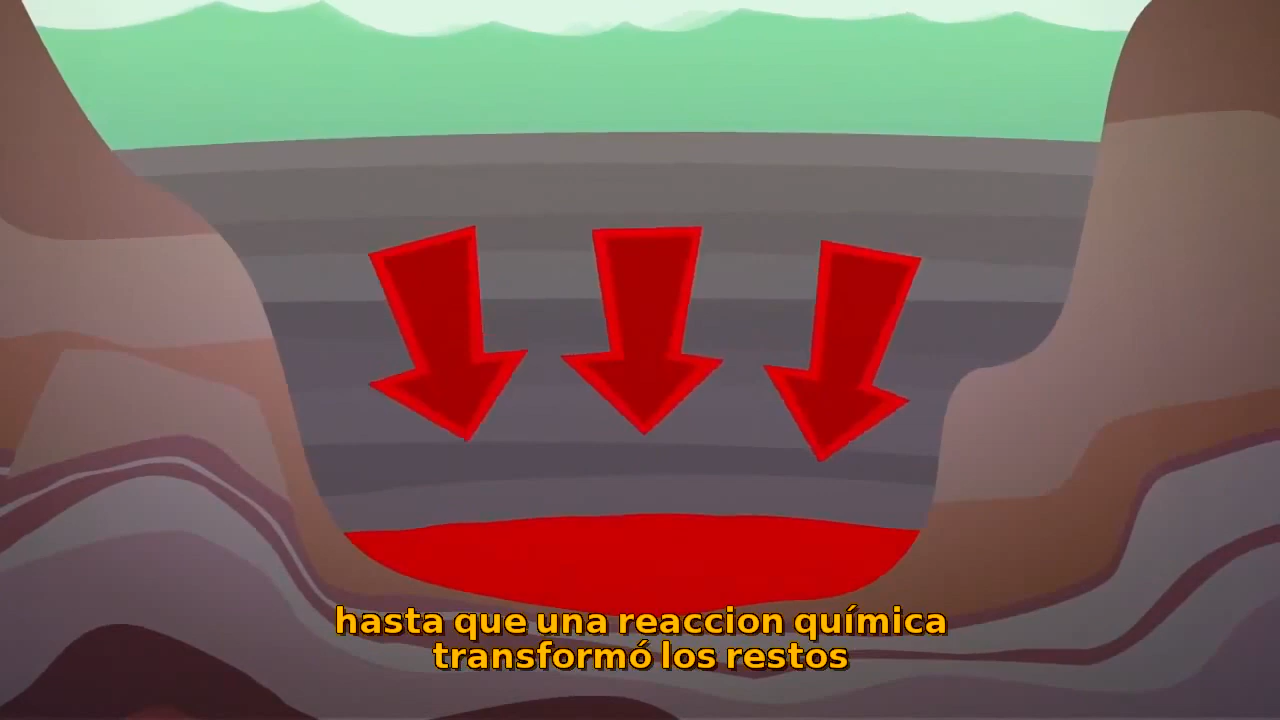 hasta que una reaccion química
transformó los restos